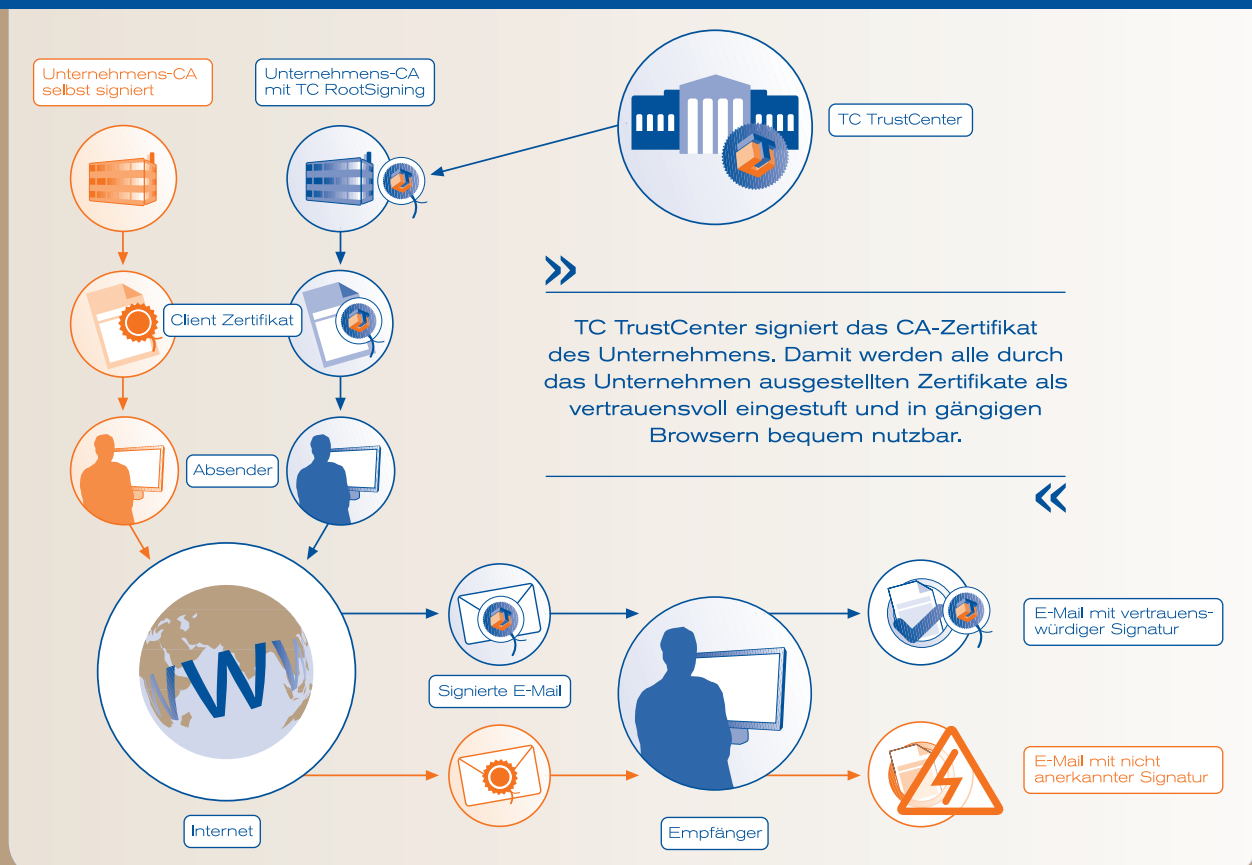 Unternehmens-CA
selbst signiert
Unternehmens-CA
mit TC RootSigning
TC TrustCenter
Client Zertifikat
»
TC TrustCenter signiert das CA-Zertifikat
des Unternehmens. Damit werden alle durch
das Unternehmen ausgestellten Zertifikate als
vertrauensvoll eingestuft und in gängigen
Browsern bequem nutzbar.
«
Absender
WWW
Internet
Signierte E-Mail
Empfänger
E-Mail mit vertrauens-
würdiger Signatur
E-Mail mit nicht
anerkannter Signatur